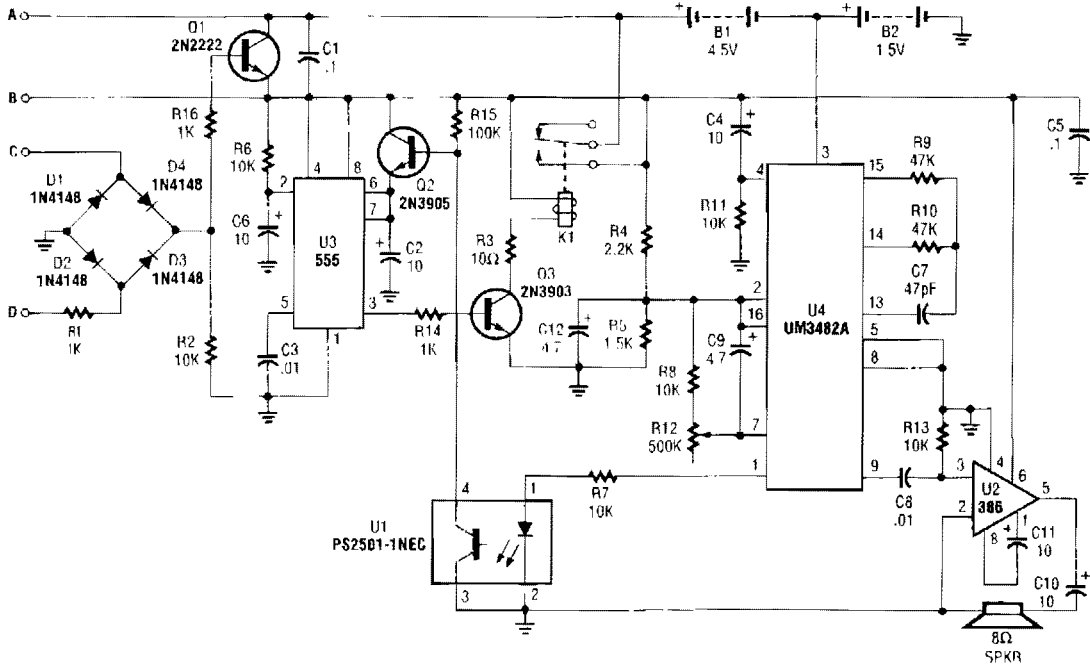 A
Q1
2N2222
C1
.1
+
+
B1
4.5V
B2
1.5V
B
R16
1K
R6
10K
4
8
2
6
7
Q2
2N3905
R15
100K
C4
10
+
3
C5
.1
C
D1
1N4148
D4
1N4148
D2
1N4148
D3
1N4148
C6
10
+
U3
555
+
C2
10
K1
R3
10Ω
R4
2.2K
4
R11
10K
15
R9
47K
R10
47K
14
C7
47pF
13
D
R1
1K
R2
10K
5
3
1
C3
.01
R14
1K
Q3
2N3903
C12
4.7
+
R5
1.5K
2
16
+
C9
4.7
U4
UM3482A
5
8
R8
10K
R12
500K
7
1
R7
10K
R13
10K
9
C8
.01
3
4
6
5
2
U2
386
1
8
+
C11
10
C10
10
+
U1
PS2501-1NEC
4
1
3
2
8Ω
SPKR